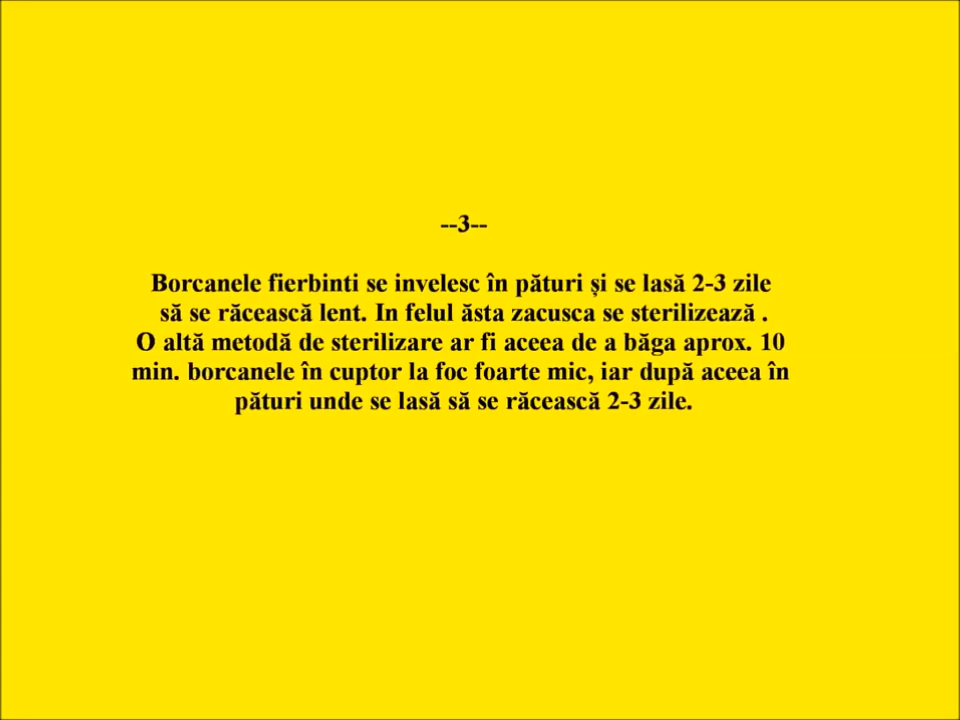 --3--
Borcanele fierbinti se invelesc în pături și se lasă 2-3 zile
să se răcească lent. In felul ăsta zacusca se sterilizează .
O altă metodă de sterilizare ar fi aceea de a băga aprox. 10
min. borcanele în cuptor la foc foarte mic, iar după aceea în
pături unde se lasă să se răcească 2-3 zile.